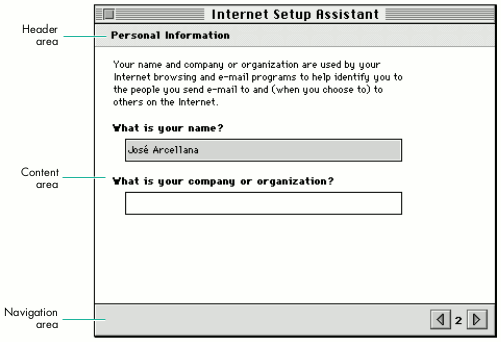 Internet Setup Assistant
Header
area
Personal Information
Your name and company or organization are used by your
Internet browsing and e-mail programs to help identify you to
the people you send e-mail to and (when you choose to) to
others on the Internet.
What is your name?
José Arcellana
Content
area
What is your company or organization?
Navigation
area
2